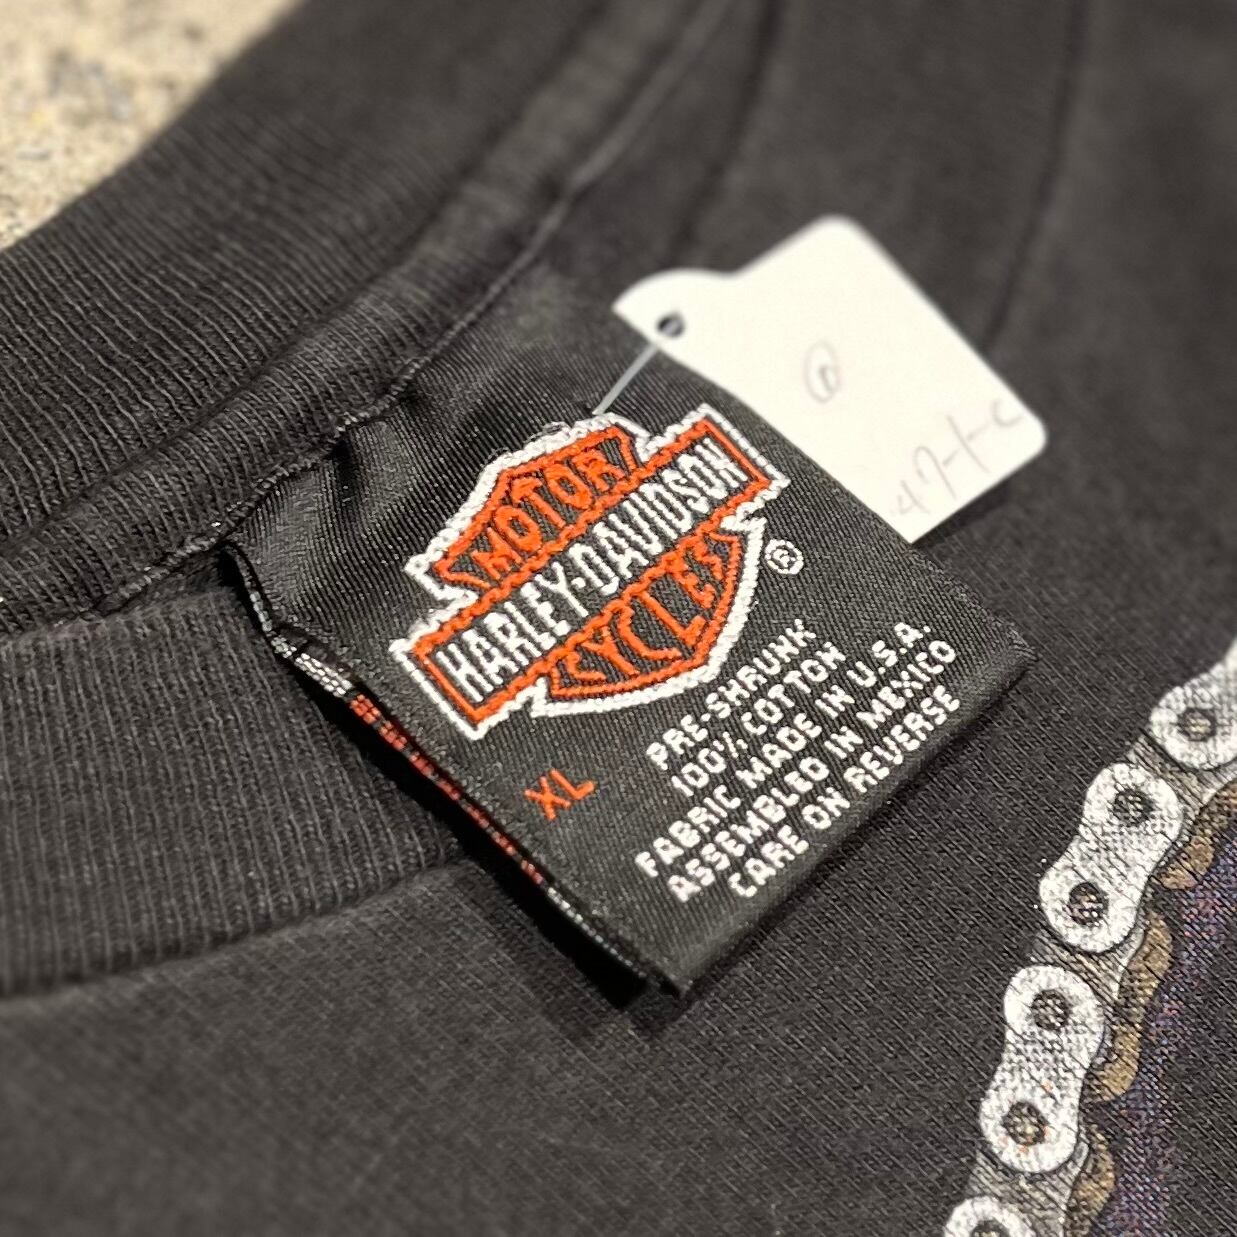 MOTOR
HARLEY-DAVIDSON
CYCLES
®
XL
PRE-SHRUNK
100% COTTON
FABRIC MADE IN U.S.A.
ASSEMBLED IN MEXICO
CARE ON REVERSE